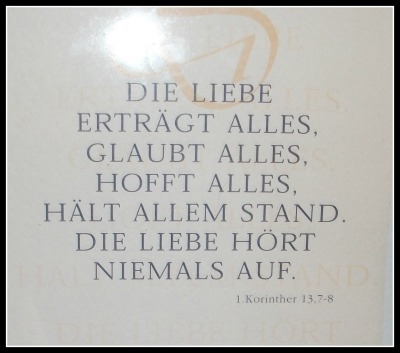 DIE LIEBE
ERTRÄGT ALLES,
GLAUBT ALLES,
HOFFT ALLES,
HÄLT ALLEM STAND.
DIE LIEBE HÖRT
NIEMALS AUF.
1.Korinther 13,7-8